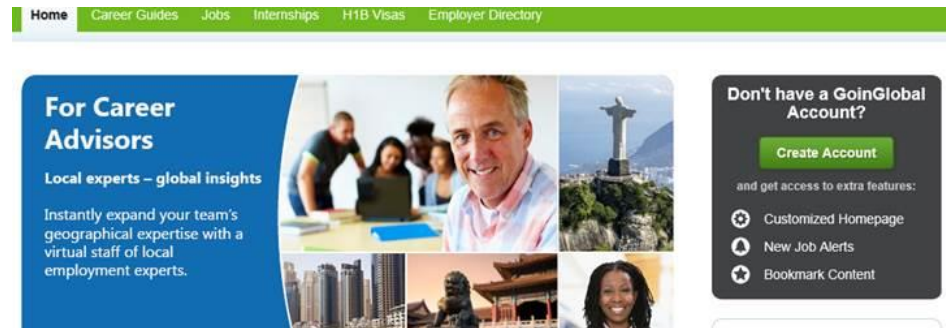 Home Career Guides Jobs Internships H1B Visas Employer Directory
For Career
Advisors
Local experts – global insights
Instantly expand your team's
geographical expertise with a
virtual staff of local
employment experts.
Don't have a GoinGlobal
Account?
Create Account
and get access to extra features:
Customized Homepage
New Job Alerts
Bookmark Content